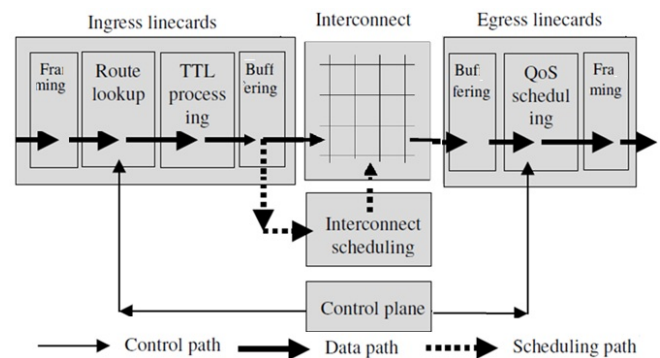 Ingress linecards
Interconnect
Egress linecards
Fra
ming
Route
lookup
TTL
process
ing
Buff
ering
Buf
fering
QoS
schedul
ing
Fra
ming
Interconnect
scheduling
Control plane
Control path
Data path
Scheduling path